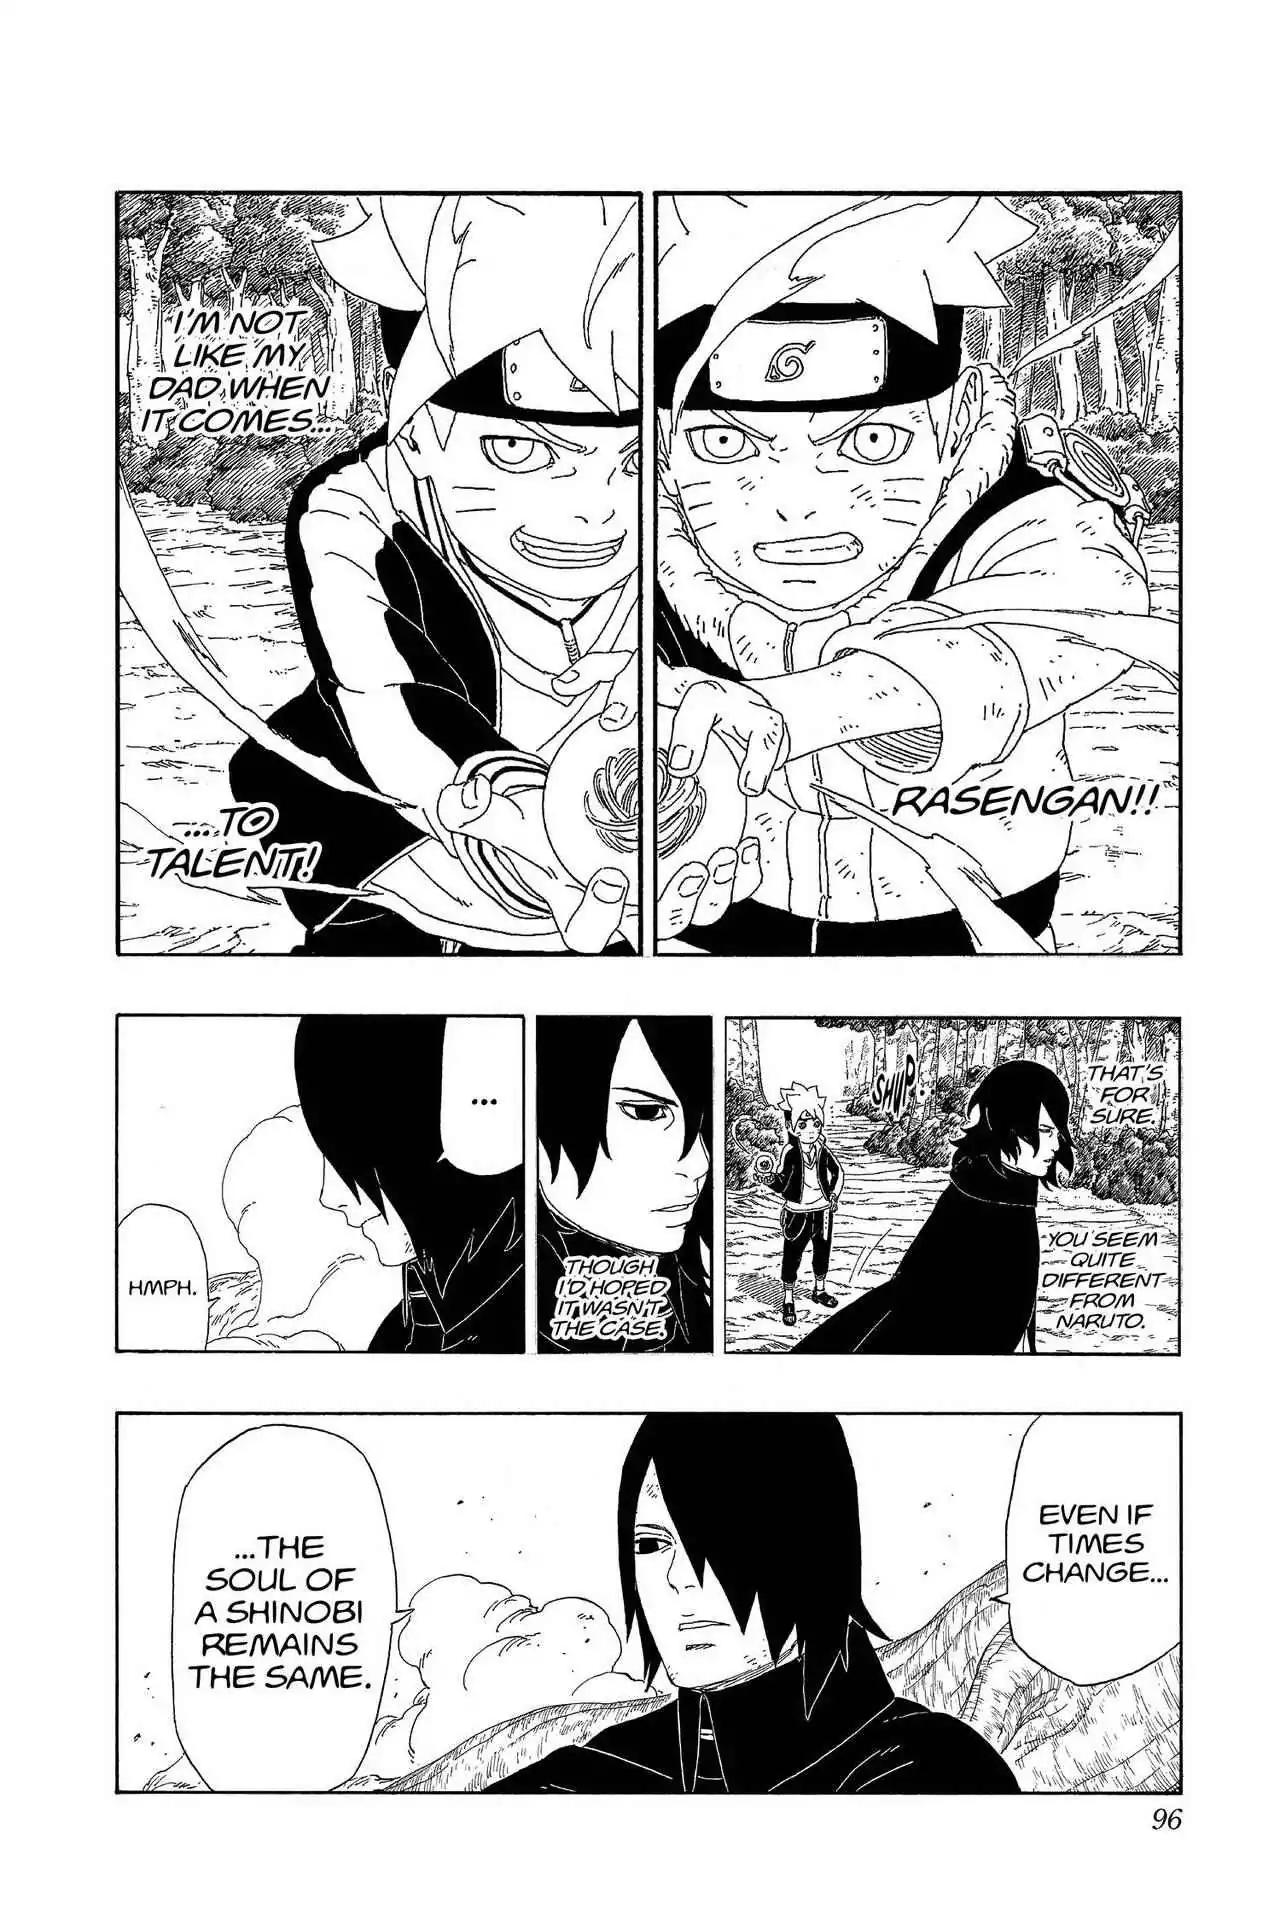 RASENGAN!!
I'M NOT
LIKE MY
DAD WHEN
IT COMES...
...TO
TALENT!
THAT'S
FOR
SURE.
SHUP..
YOU SEEM
QUITE
DIFFERENT
FROM
NARUTO.
THOUGH
I'D HOPED
IT WASN'T
THE CASE.
...
HMPH.
EVEN IF
TIMES
CHANGE...
...THE
SOUL OF
A SHINOBI
REMAINS
THE SAME.
96